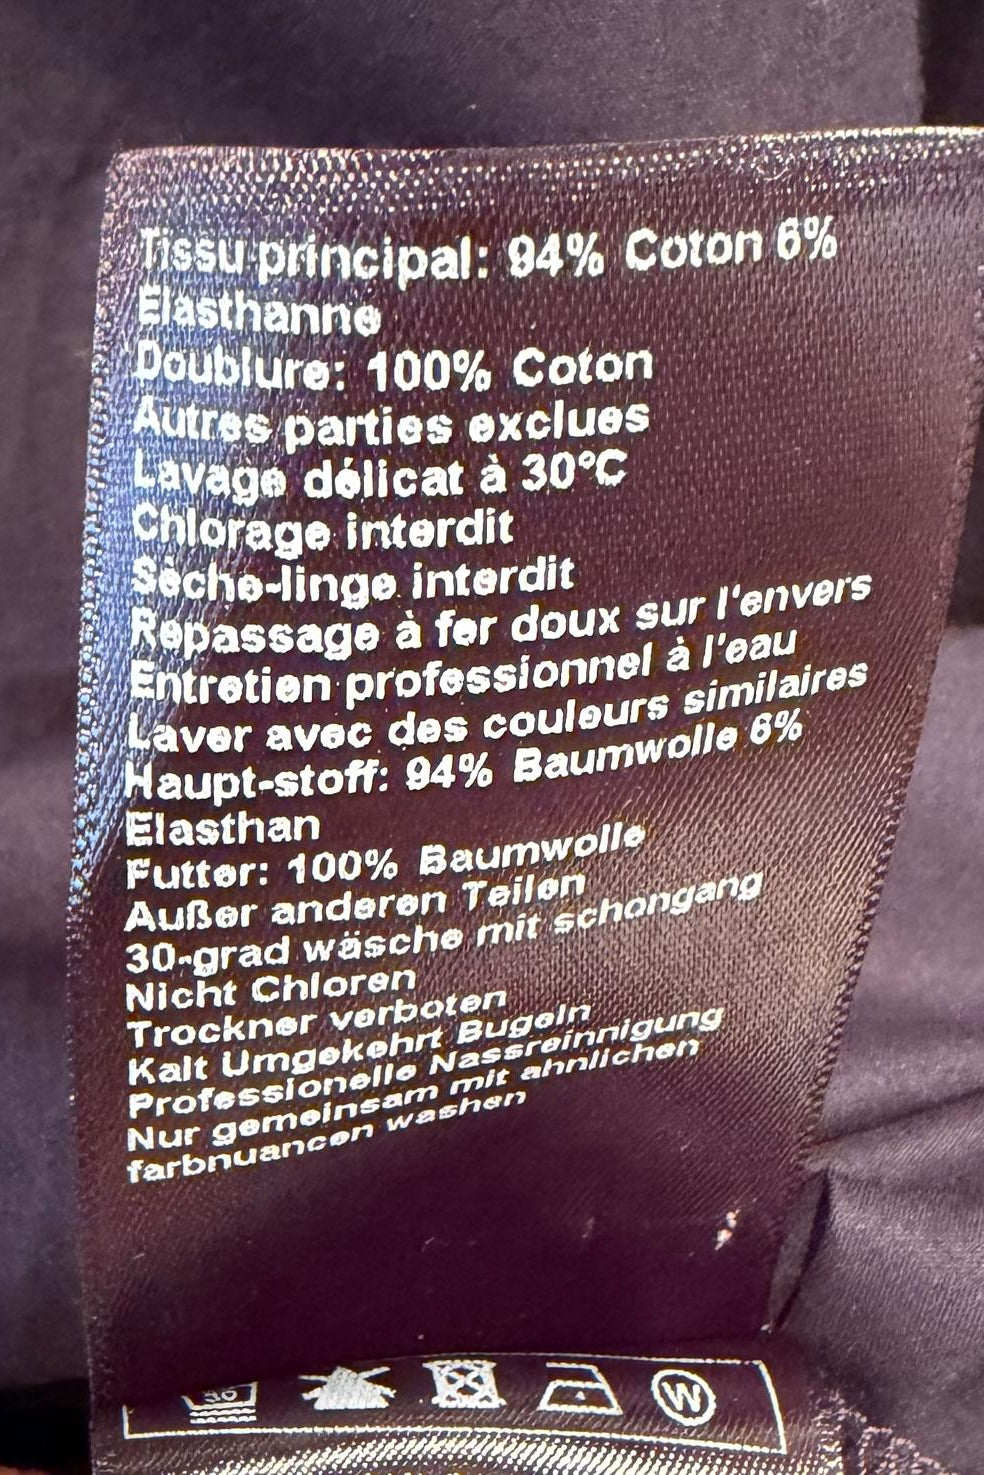 Tissu principal: 94% Coton 6%
Elasthanne
Doublure: 100% Coton
Autres parties exclues
Lavage délicat à 30°C
Chlorage interdit
Sèche-linge interdit
Repassage à fer doux sur l'envers
Entretien professionnel à l'eau
Laver avec des couleurs similaires
Haupt-stoff: 94% Baumwolle 6%
Elasthan
Futter: 100% Baumwolle
Außer anderen Teilen
30-grad wäsche mit schongang
Nicht Chloren
Trockner verboten
Kalt Umgekehrt Bugeln
Professionelle Nassreinnigung
Nur gemeinsam mit ahnlichen
farbnuancen washen
W